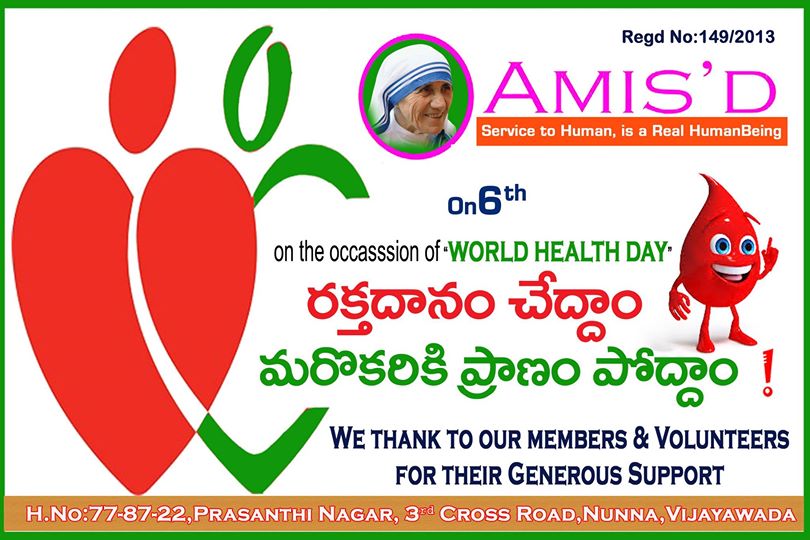 Regd No:149/2013
AMIS'D
Service to Human, is a Real HumanBeing
On 6th
on the occasssion of "WORLD HEALTH DAY"
రక్తదానం చేద్దాం
మరొకరికి ప్రాణం పోద్దాం !
WE THANK TO OUR MEMBERS & VOLUNTEERS
FOR THEIR GENEROUS SUPPORT
H.NO:77-87-22,PRASANTHI NAGAR, 3rd CROSS ROAD,NUNNA,VIJAYAWADA